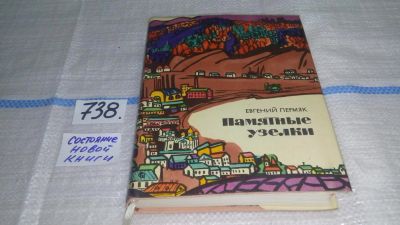 738.
СОСТОЯНИЕ
НОВОЙ
КНИГИ
ЕВГЕНИЙ ПЕРМЯК
Памятные
узелки